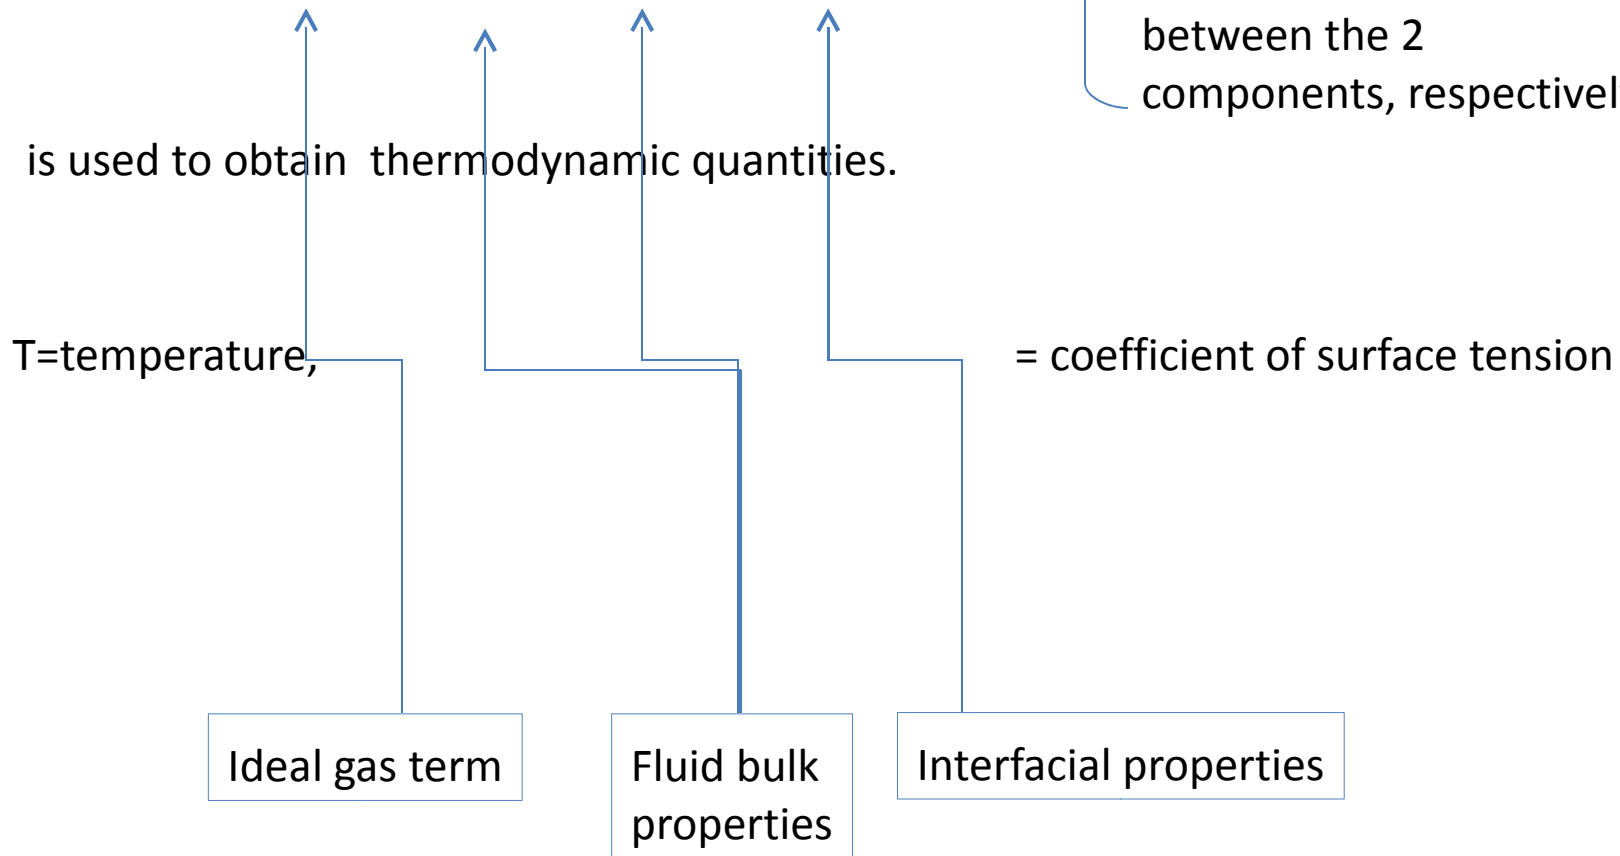 between the 2
components, respectivel
is used to obtain  thermodynamic quantities.
T=temperature,
= coefficient of surface tension
Ideal gas term
Fluid bulk
properties
Interfacial properties